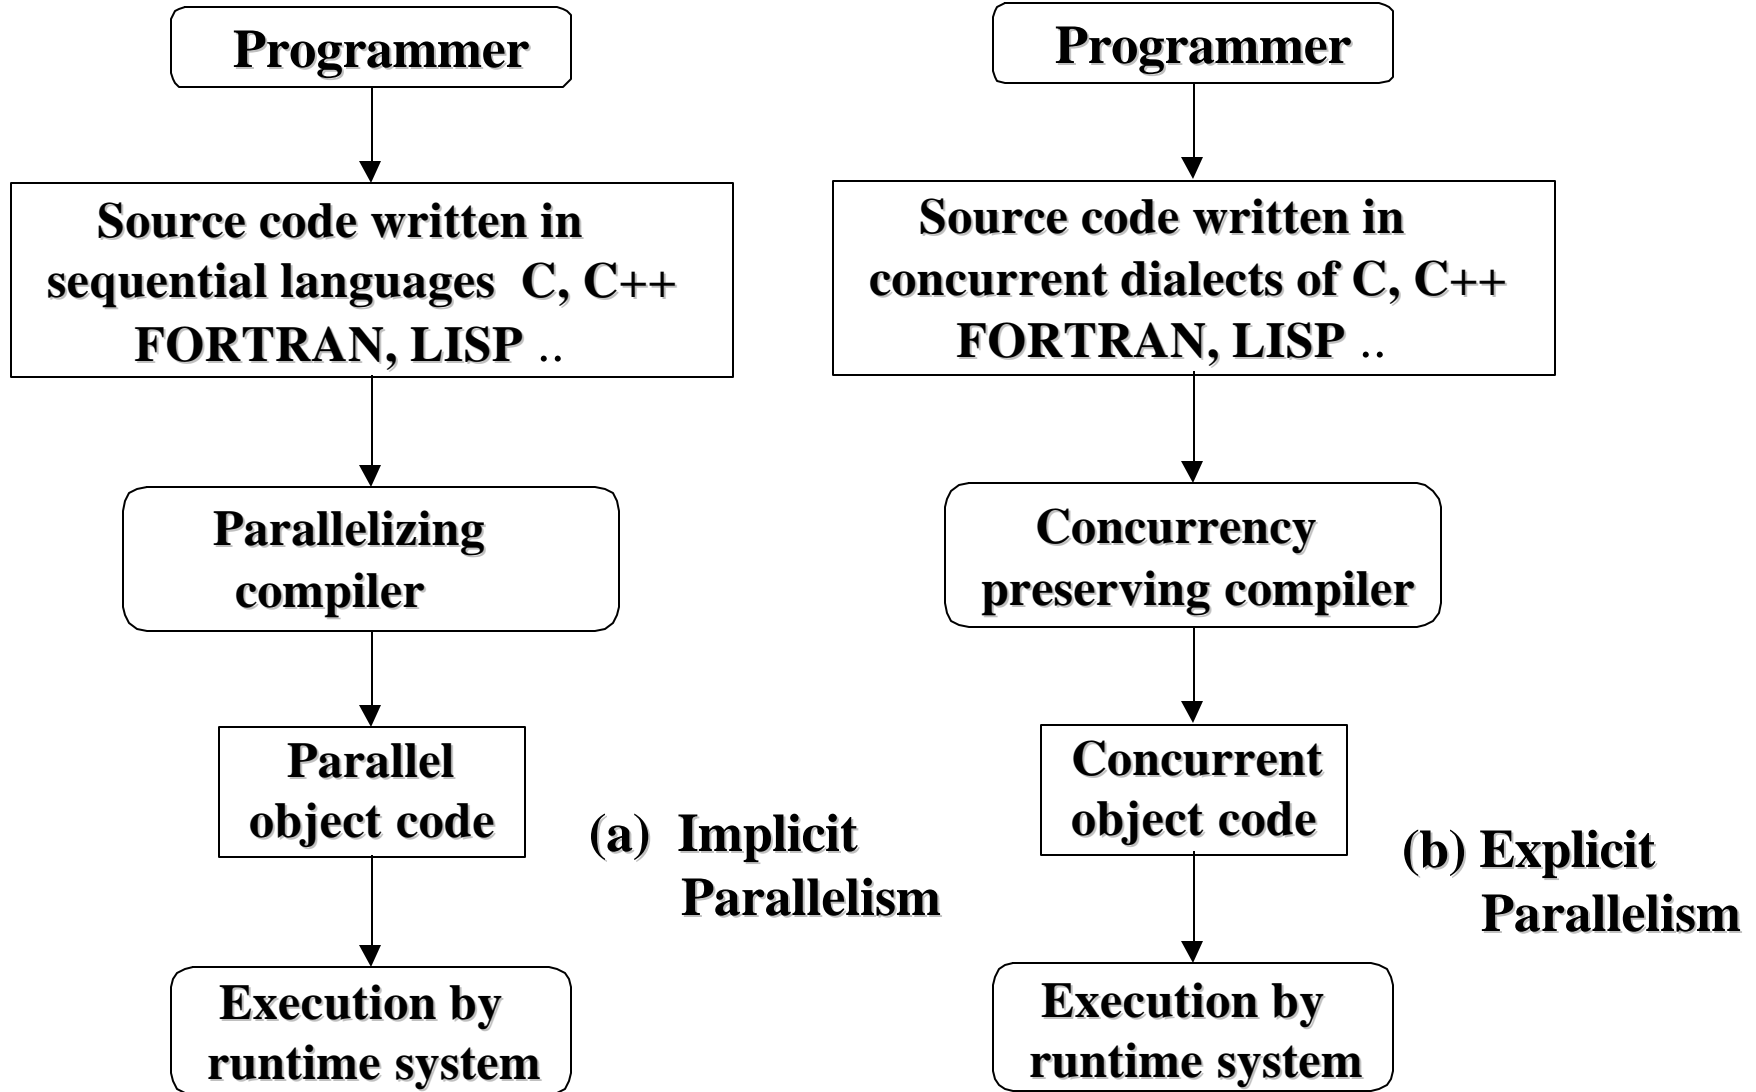 Programmer
Source code written in
sequential languages C, C++
FORTRAN, LISP ..
Parallelizing
compiler
Parallel
object code
(a) Implicit
Parallelism
Execution by
runtime system
Programmer
Source code written in
concurrent dialects of C, C++
FORTRAN, LISP ..
Concurrency
preserving compiler
Concurrent
object code
(b) Explicit
Parallelism
Execution by
runtime system